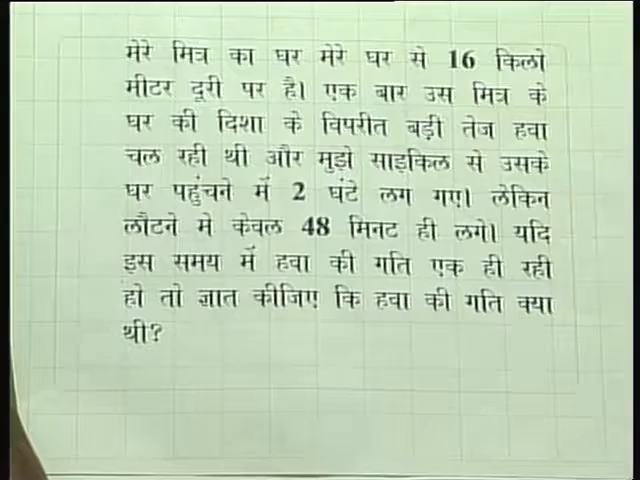 मेरे मित्र का घर मेरे घर से 16 किलो
मीटर दूरी पर है। एक बार उस मित्र के
घर की दिशा के विपरीत बड़ी तेज हवा
चल रही थी और मुझे साइकिल से उसके
घर पहुंचने में 2 घंटे लग गए। लेकिन
लौटने मे केवल 48 मिनट ही लगे। यदि
इस समय में हवा की गति एक ही रही
हो तो ज्ञात कीजिए कि हवा की गति क्या
थी?